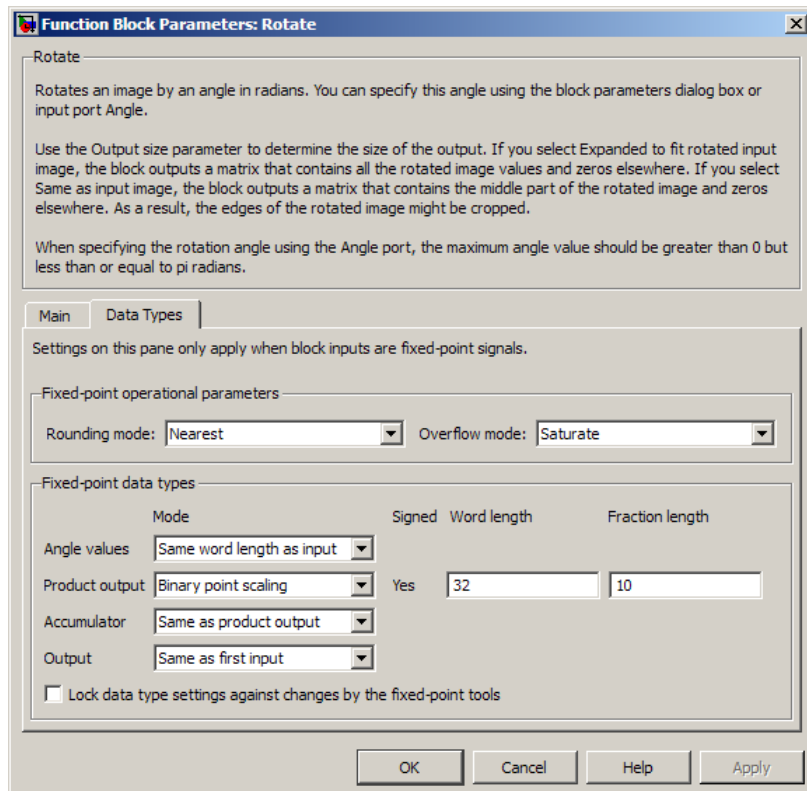 Function Block Parameters: Rotate
Rotate
Rotates an image by an angle in radians. You can specify this angle using the block parameters dialog box or
input port Angle.
Use the Output size parameter to determine the size of the output. If you select Expanded to fit rotated input
image, the block outputs a matrix that contains all the rotated image values and zeros elsewhere. If you select
Same as input image, the block outputs a matrix that contains the middle part of the rotated image and zeros
elsewhere. As a result, the edges of the rotated image might be cropped.
When specifying the rotation angle using the Angle port, the maximum angle value should be greater than 0 but
less than or equal to pi radians.
Main Data Types
Settings on this pane only apply when block inputs are fixed-point signals.
Fixed-point operational parameters
Rounding mode: Nearest Overflow mode: Saturate
Fixed-point data types
Mode Signed Word length Fraction length
Angle values Same word length as input
Product output Binary point scaling Yes 32 10
Accumulator Same as product output
Output Same as first input
Lock data type settings against changes by the fixed-point tools
OK Cancel Help Apply